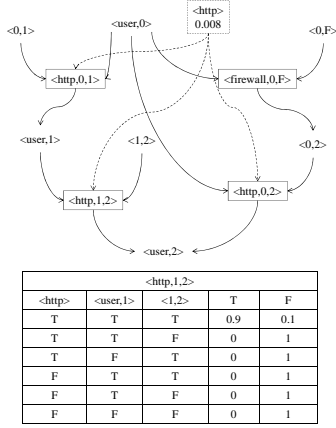 <http>
0.008
<0,1>
<user,0>
<0,F>
<http,0,1>
<firewall,0,F>
<user,1>
<1,2>
<0,2>
<http,1,2>
<http,0,2>
<user,2>
<http,1,2>
<http> <user,1> <1,2> T F
T T T 0.9 0.1
T T F 0 1
T F T 0 1
F T T 0 1
F T F 0 1
F F F 0 1